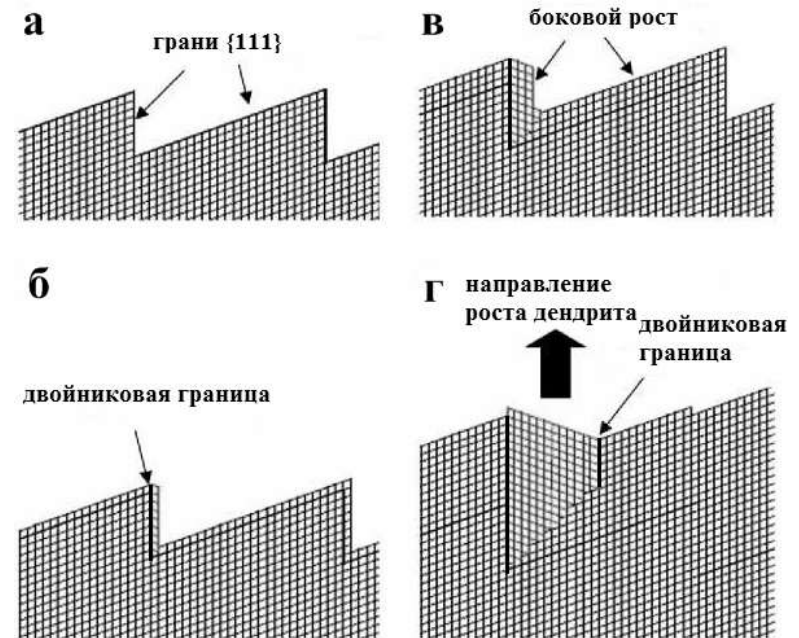 а
грани {111}
в
боковой рост
б
двойниковая граница
г
направление
роста дендрита
двойниковая
граница